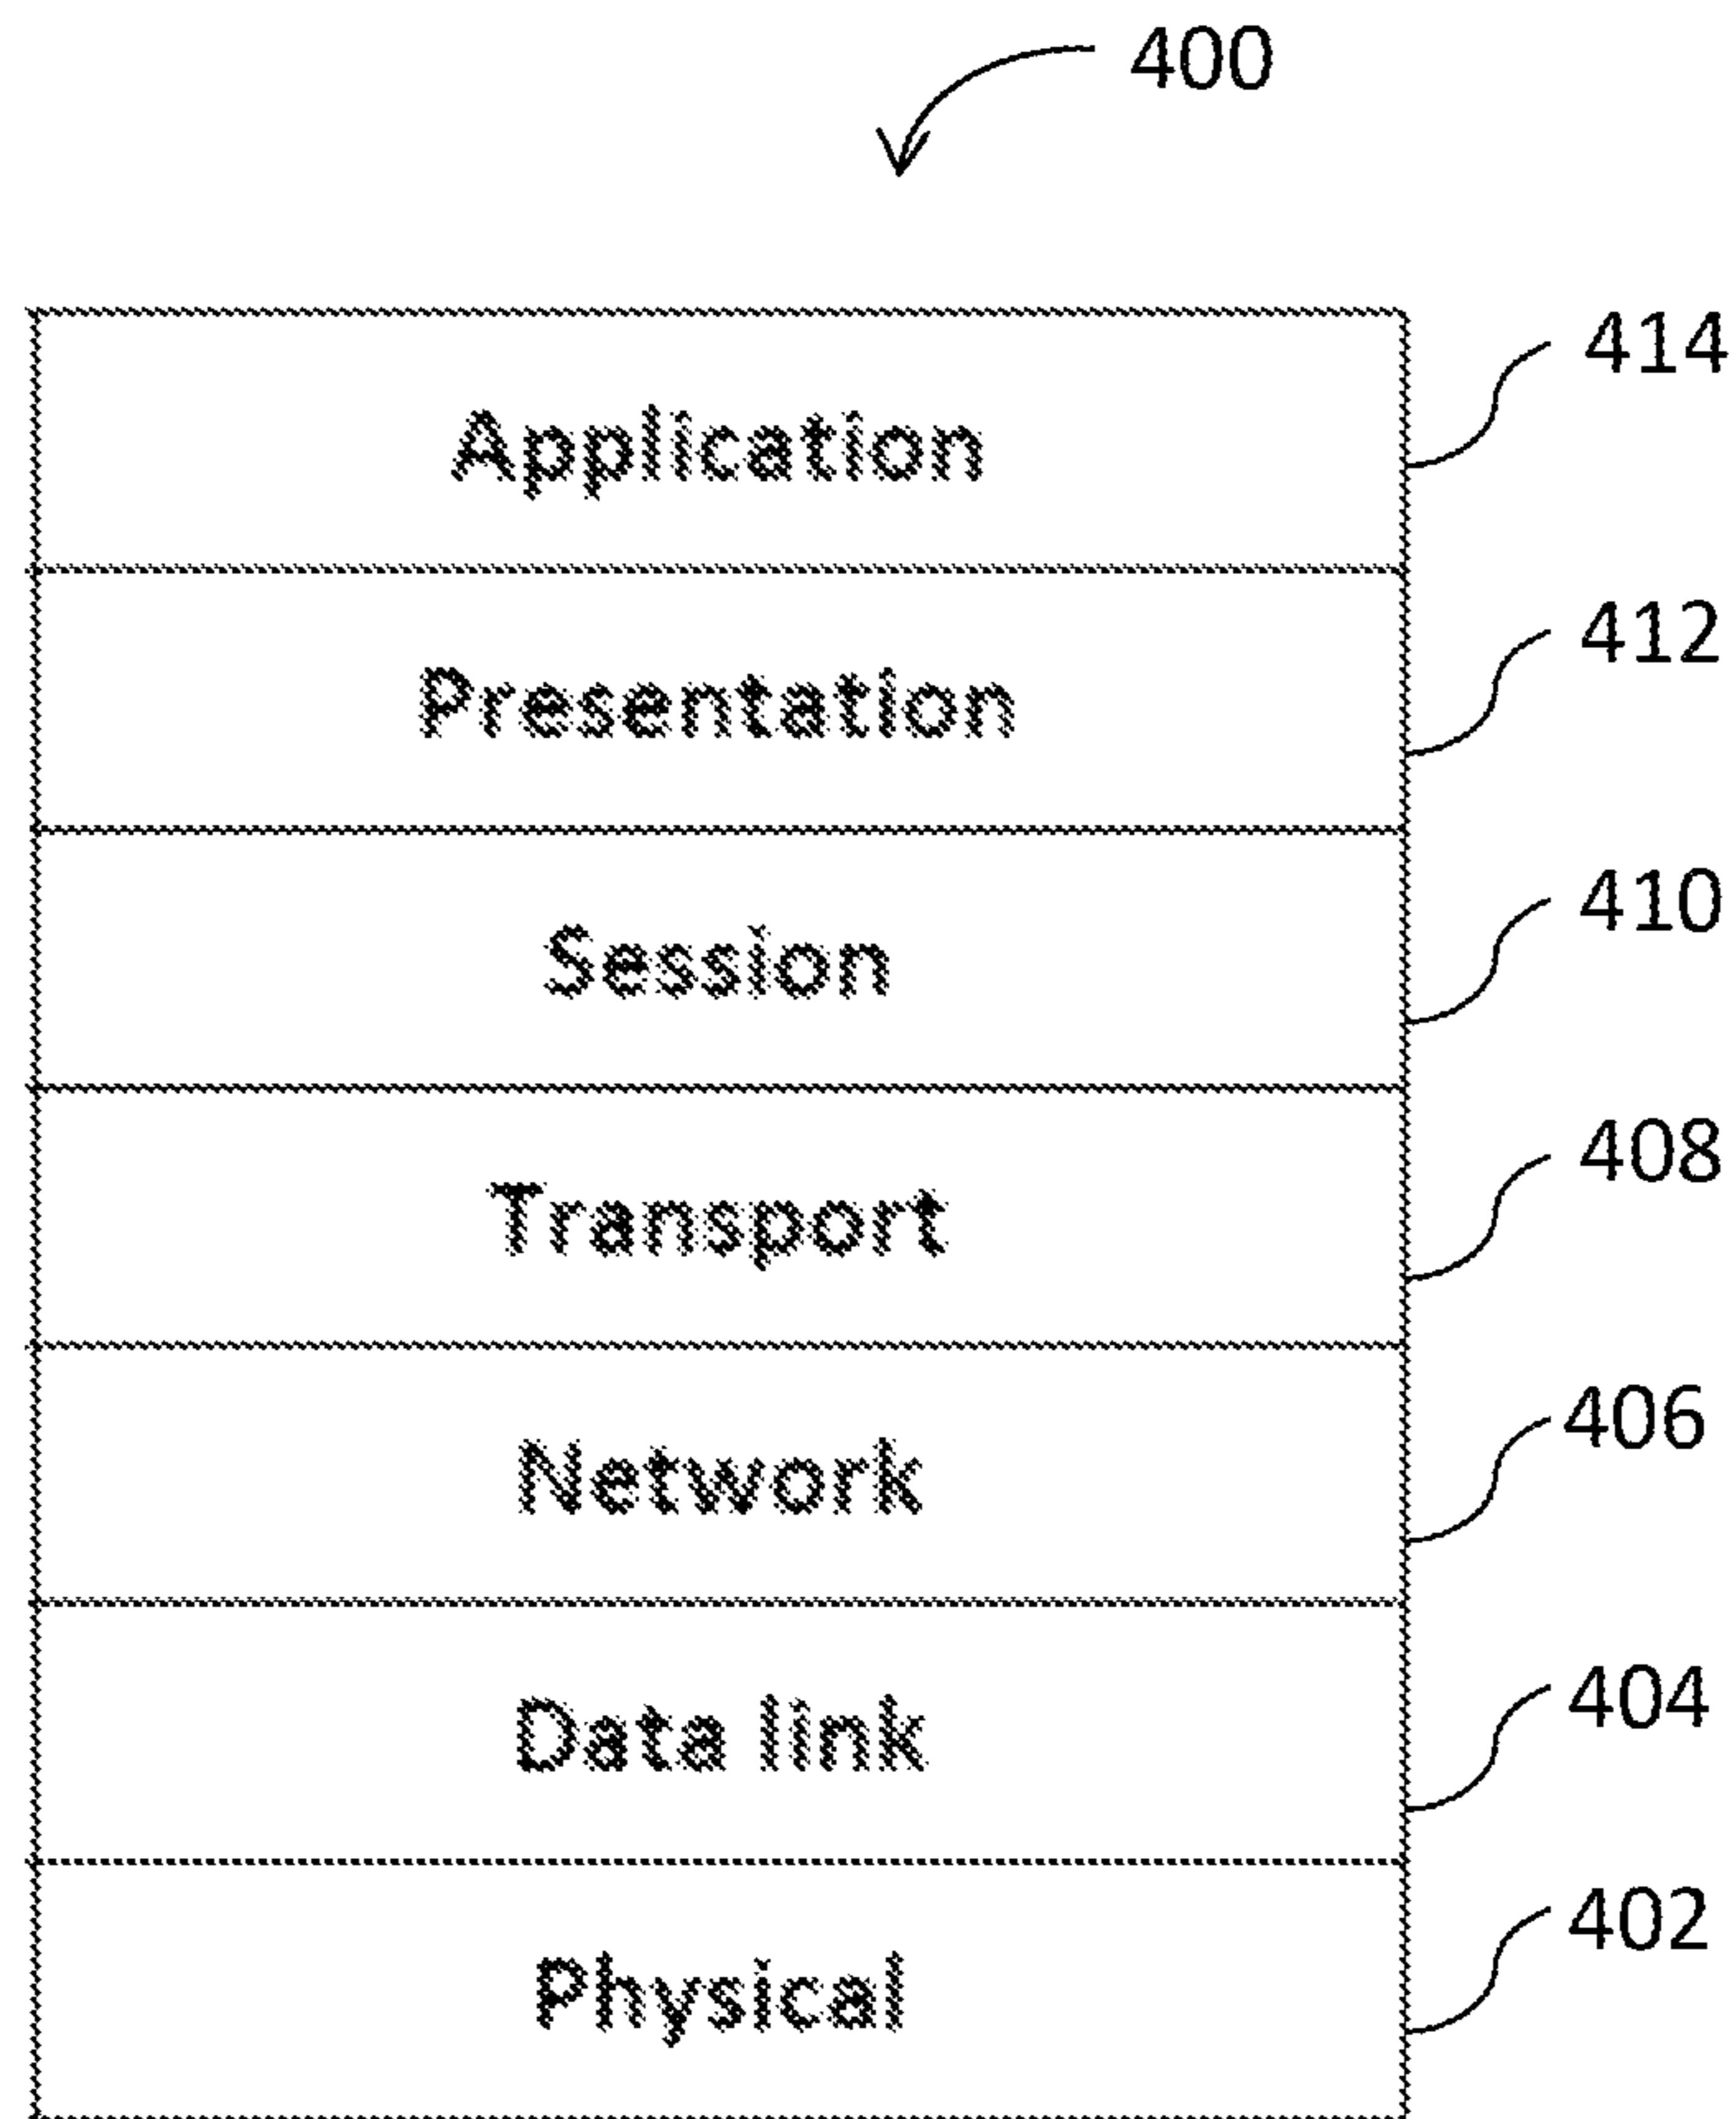 400
Application
414
Presentation
412
Session
410
Transport
408
Network
406
Data link
404
Physical
402